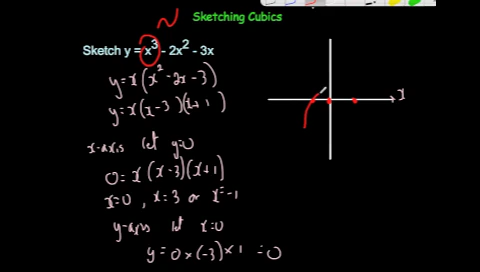 Sketching Cubics
Sketch y = x³ - 2x² - 3x
y=x(x²-2x-3)
y=x(x-3)(x+1)
x-axis let y=0
0=x(x-3)(x+1)
x=0, x=3 or x=-1
y-axis let x=0
y=0×(-3)×1=0
x